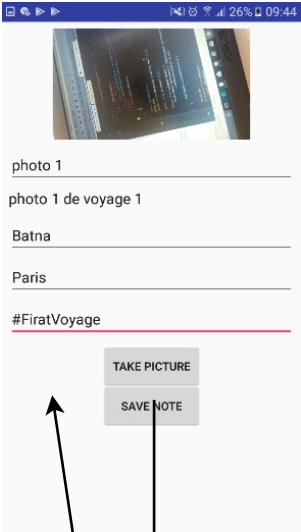 26% 09:44
photo 1
photo 1 de voyage 1
Batna
Paris
#FiratVoyage
TAKE PICTURE
SAVE NOTE